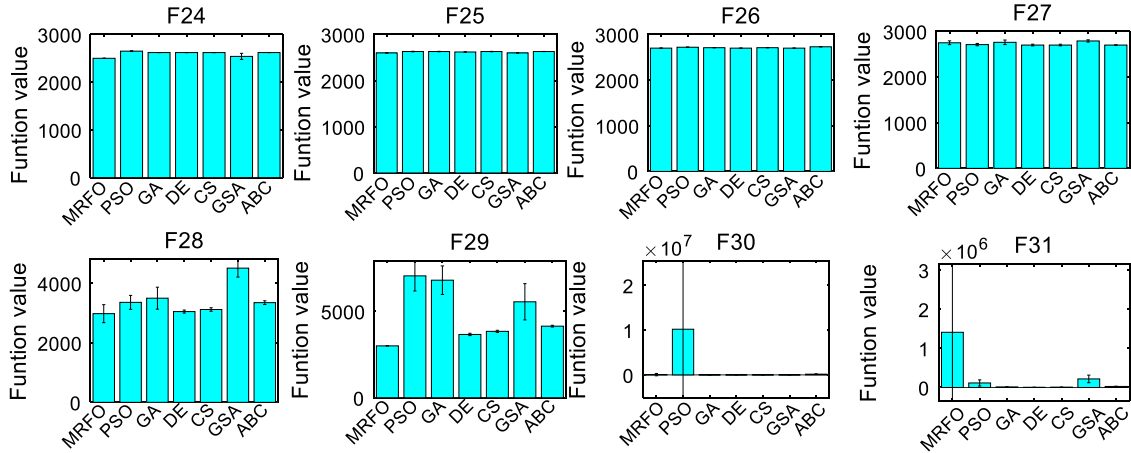 F24
Funtion value
3000
2000
1000
0
MRFO
PSO
GA
DE
CS
GSA
ABC
F25
Funtion value
3000
2000
1000
0
MRFO
PSO
GA
DE
CS
GSA
ABC
F26
Funtion value
3000
2000
1000
0
MRFO
PSO
GA
DE
CS
GSA
ABC
F27
Funtion value
3000
2000
1000
0
MRFO
PSO
GA
DE
CS
GSA
ABC
F28
Funtion value
4000
2000
0
MRFO
PSO
GA
DE
CS
GSA
ABC
F29
Funtion value
5000
0
MRFO
PSO
GA
DE
CS
GSA
ABC
×10⁷ F30
Funtion value
2
1
0
MRFO
PSO
GA
DE
CS
GSA
ABC
×10⁶ F31
Funtion value
3
2
1
0
MRFO
PSO
GA
DE
CS
GSA
ABC